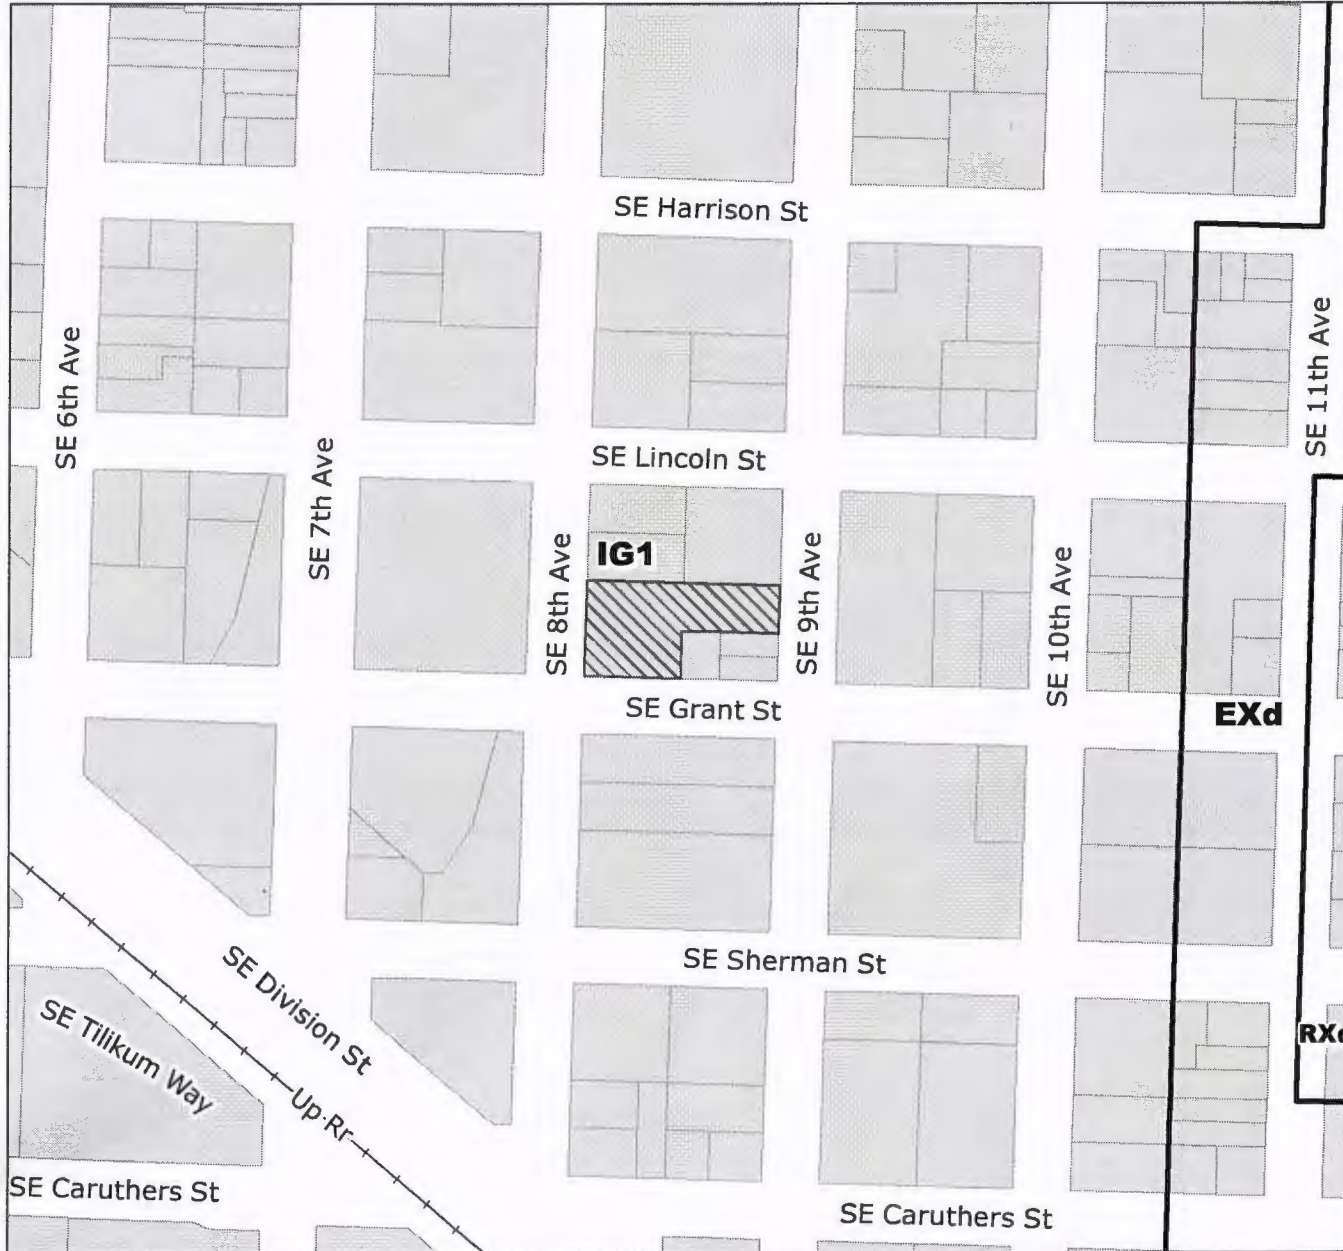 SE Harrison St
SE 6th Ave
SE 11th Ave
SE 7th Ave
SE Lincoln St
SE 8th Ave
IG1
SE 9th Ave
SE 10th Ave
SE Grant St
EXd
SE Sherman St
SE Division St
SE Tilikum Way
Up Rr
RXd
SE Caruthers St
SE Caruthers St